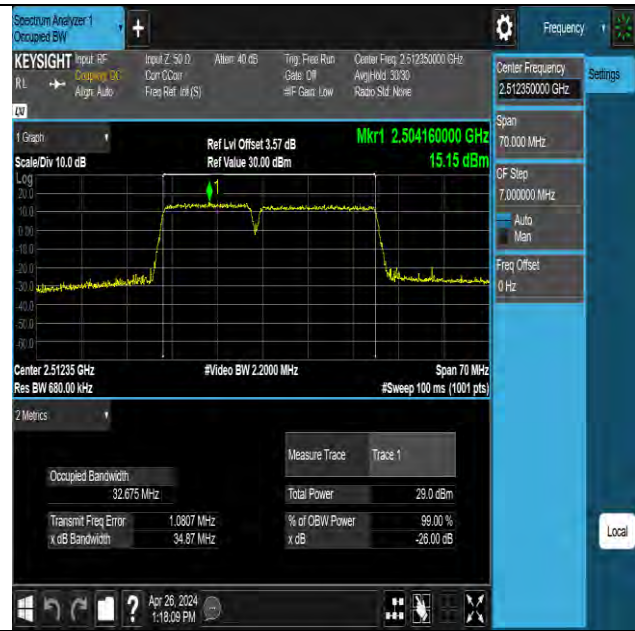 Spectrum Analyzer 1
Occupied BW
+
Frequency
KEYSIGHT
RL
Input: RF
Coupling: DC
Align: Auto
Input Z: 50 Ω
Corr CCorr
Freq Ref: Int (S)
Atten: 40 dB
Trig: Free Run
Gate: Off
#IF Gain: Low
Center Freq: 2.512350000 GHz
Avg|Hold: 30/30
Radio Std: None
Center Frequency
2.512350000 GHz
Settings
Span
70.000 MHz
CF Step
7.000000 MHz
Auto
Man
Freq Offset
0 Hz
Local
1 Graph
Scale/Div 10.0 dB
Ref Lvl Offset 3.57 dB
Ref Value 30.00 dBm
Mkr1 2.504160000 GHz
15.15 dBm
Log
20.0
10.0
0.00
-10.0
-20.0
-30.0
-40.0
-50.0
-60.0
1
Center 2.51235 GHz
Res BW 680.00 kHz
#Video BW 2.2000 MHz
Span 70 MHz
#Sweep 100 ms (1001 pts)
2 Metrics
Measure Trace
Trace 1
Occupied Bandwidth
32.675 MHz
Total Power
29.0 dBm
Transmit Freq Error
1.0807 MHz
% of OBW Power
99.00 %
x dB Bandwidth
34.87 MHz
x dB
-26.00 dB
?
Apr 26, 2024
1:18:09 PM